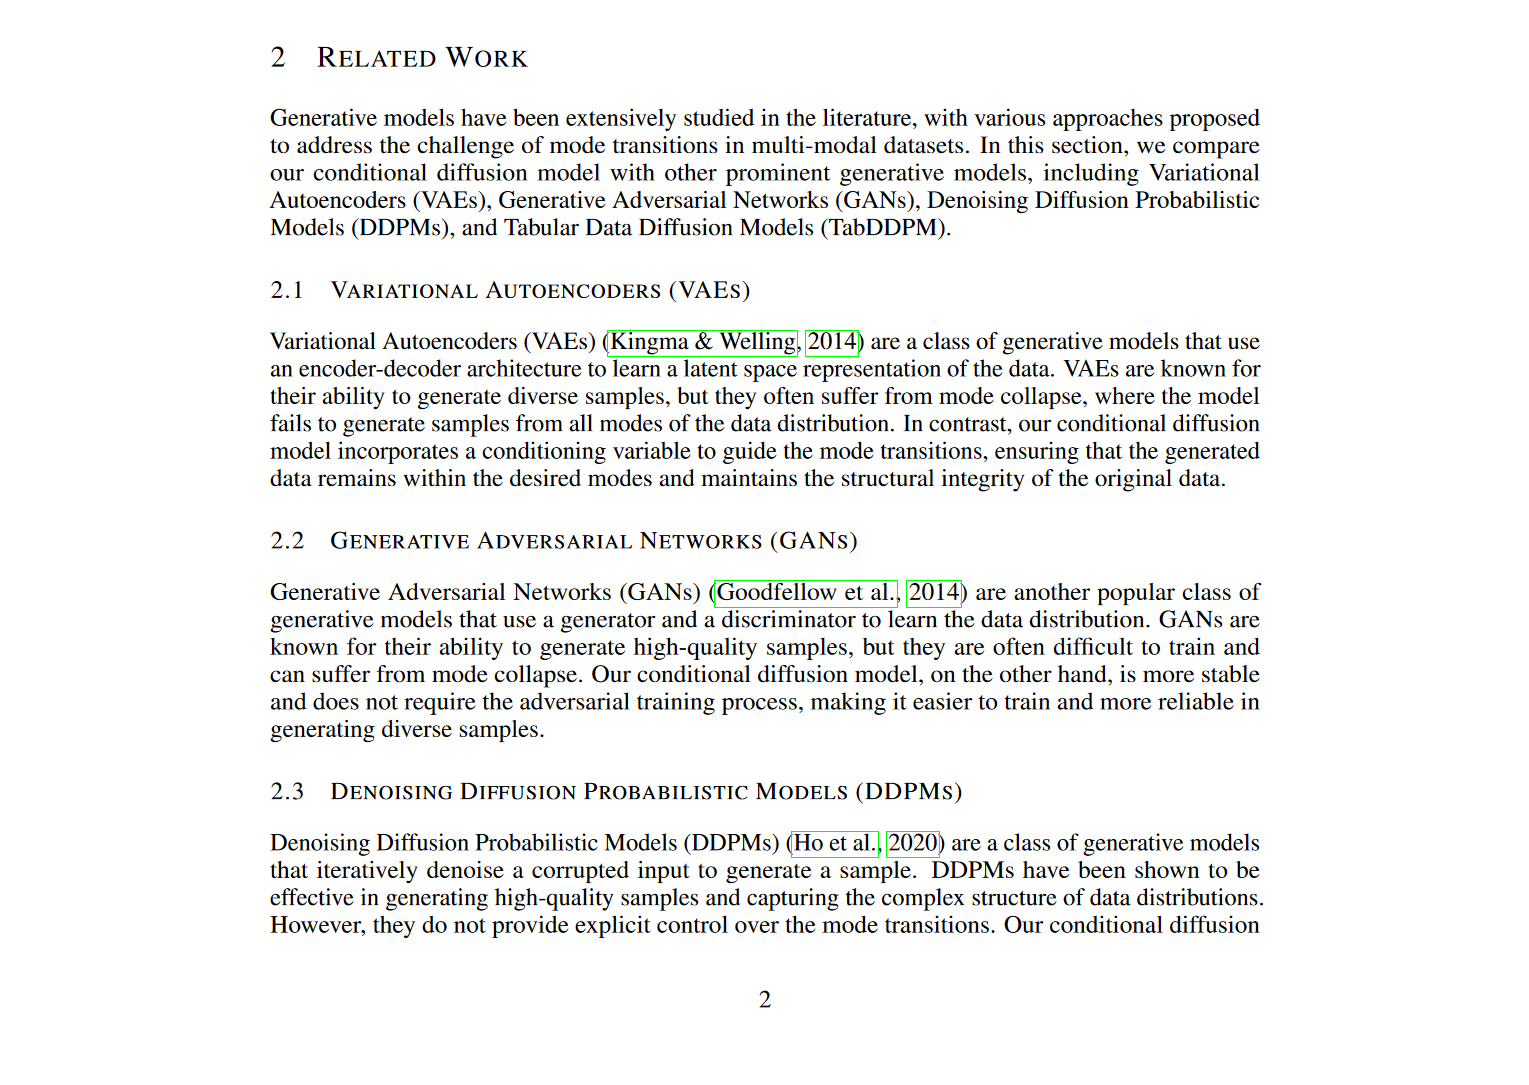 2 RELATED WORK
Generative models have been extensively studied in the literature, with various approaches proposed
to address the challenge of mode transitions in multi-modal datasets. In this section, we compare
our conditional diffusion model with other prominent generative models, including Variational
Autoencoders (VAEs), Generative Adversarial Networks (GANs), Denoising Diffusion Probabilistic
Models (DDPMs), and Tabular Data Diffusion Models (TabDDPM).
2.1 VARIATIONAL AUTOENCODERS (VAES)
Variational Autoencoders (VAEs) (Kingma & Welling, 2014) are a class of generative models that use
an encoder-decoder architecture to learn a latent space representation of the data. VAEs are known for
their ability to generate diverse samples, but they often suffer from mode collapse, where the model
fails to generate samples from all modes of the data distribution. In contrast, our conditional diffusion
model incorporates a conditioning variable to guide the mode transitions, ensuring that the generated
data remains within the desired modes and maintains the structural integrity of the original data.
2.2 GENERATIVE ADVERSARIAL NETWORKS (GANS)
Generative Adversarial Networks (GANs) (Goodfellow et al., 2014) are another popular class of
generative models that use a generator and a discriminator to learn the data distribution. GANs are
known for their ability to generate high-quality samples, but they are often difficult to train and
can suffer from mode collapse. Our conditional diffusion model, on the other hand, is more stable
and does not require the adversarial training process, making it easier to train and more reliable in
generating diverse samples.
2.3 DENOISING DIFFUSION PROBABILISTIC MODELS (DDPMS)
Denoising Diffusion Probabilistic Models (DDPMs) (Ho et al., 2020) are a class of generative models
that iteratively denoise a corrupted input to generate a sample. DDPMs have been shown to be
effective in generating high-quality samples and capturing the complex structure of data distributions.
However, they do not provide explicit control over the mode transitions. Our conditional diffusion
2